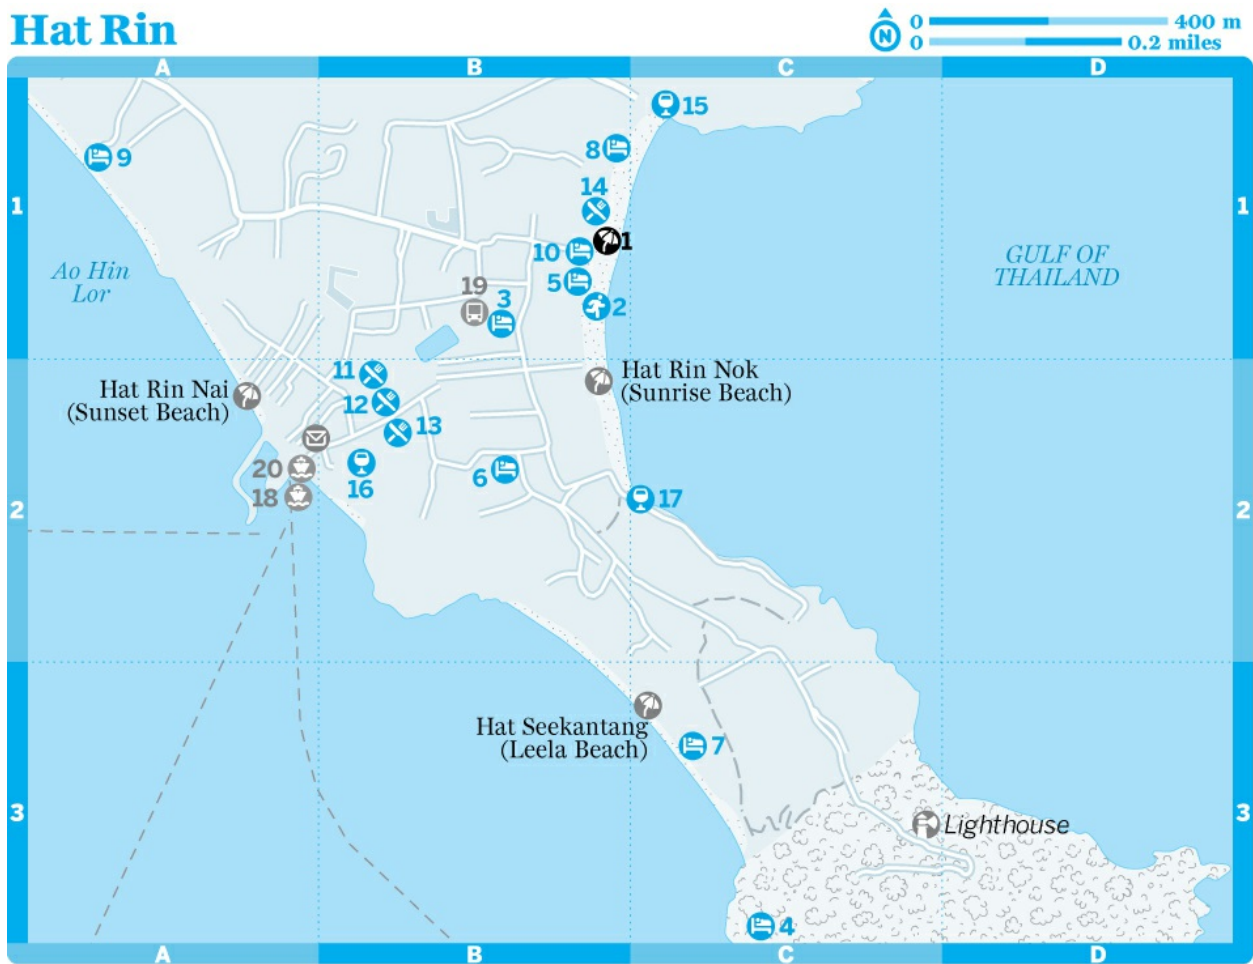 Hat Rin
N
0 400 m
0 0.2 miles
A B C D
15
8
9
14
1 1
1
10
GULF OF
THAILAND
Ao Hin
Lor
5
19
3
2
11
Hat Rin Nok
(Sunrise Beach)
Hat Rin Nai
(Sunset Beach)
12
13
20
6
16
18
17
2 2
Hat Seekantang
(Leela Beach)
7
3 3
Lighthouse
4
A B C D